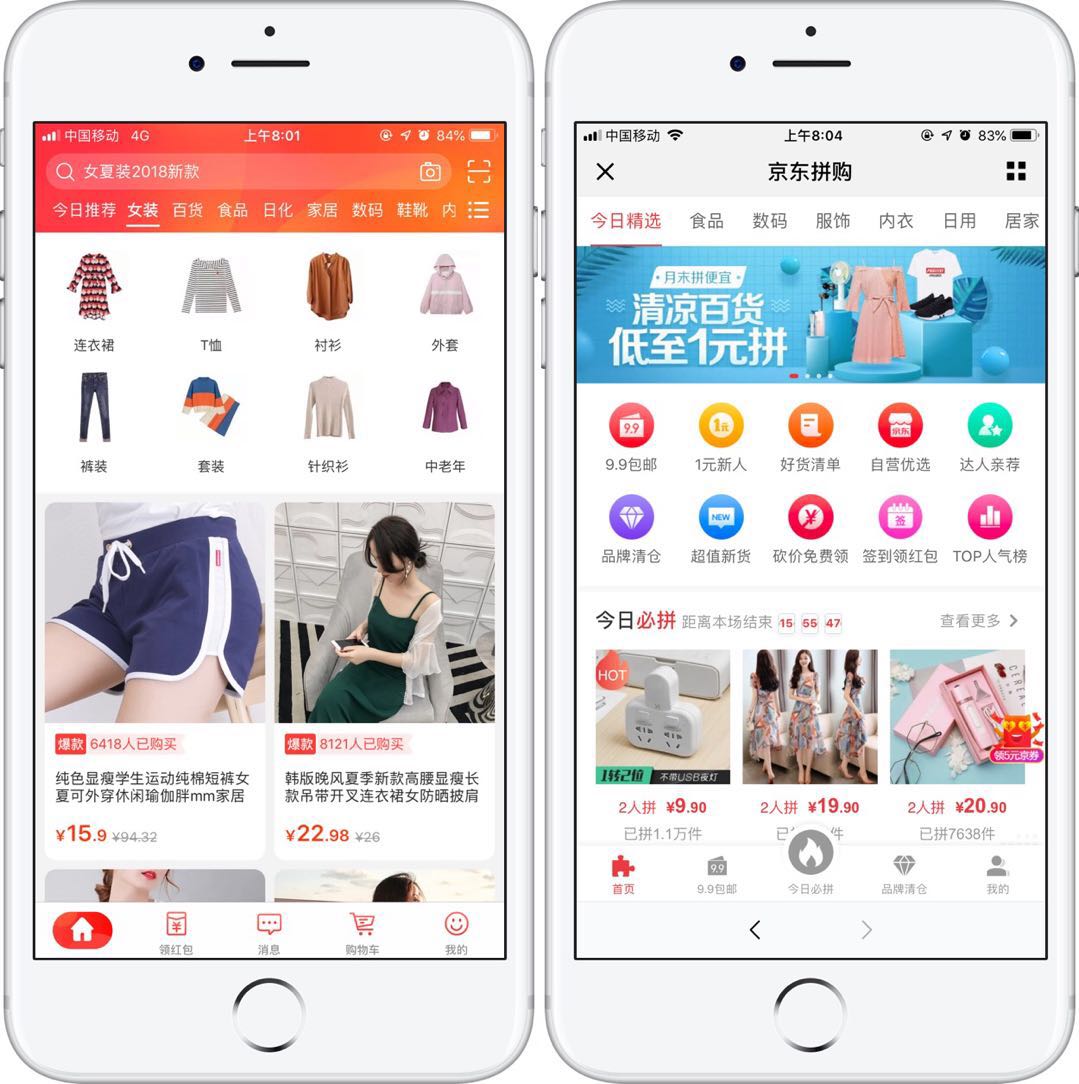 中国移动 4G 上午8:01 84%
女夏装2018新款
今日推荐 女装 百货 食品 日化 家居 数码 鞋靴 内
连衣裙 T恤 衬衫 外套
裤装 套装 针织衫 中老年
爆款 6418人已购买
纯色显瘦学生运动纯棉短裤女
夏可外穿休闲瑜伽胖mm家居
¥15.9 ¥94.32
爆款 8121人已购买
韩版晚风夏季新款高腰显瘦长
款吊带开叉连衣裙女防晒披肩
¥22.98 ¥26
领红包 消息 购物车 我的
中国移动 上午8:04 83%
京东拼购
今日精选 食品 数码 服饰 内衣 日用 居家
月末拼便宜
清凉百货
低至1元拼
9.9
1元
京东
9.9包邮 1元新人 好货清单 自营优选 达人亲荐
NEW
¥
签
品牌清仓 超值新货 砍价免费领 签到领红包 TOP人气榜
今日必拼 距离本场结束 15 55 47 查看更多
HOT
1转2位 不带USB夜灯
CEREA
领5元京券
2人拼 ¥9.90 2人拼 ¥19.90 2人拼 ¥20.90
已拼1.1万件 件 已拼7638件
9.9
首页 9.9包邮 今日必拼 品牌清仓 我的